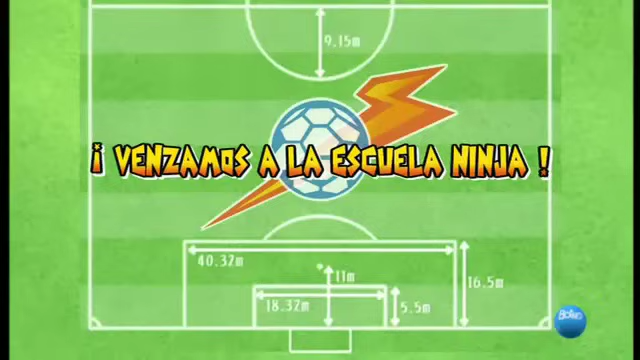 9.15m
¡ VENZAMOS A LA ESCUELA NINJA !
40.32m
11m
16.5m
18.32m
5.5m
BOING